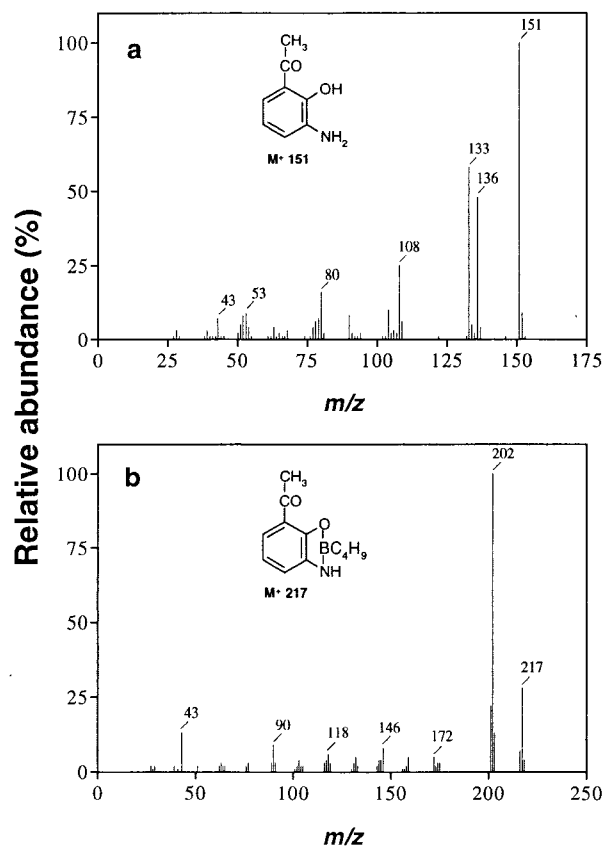 Relative abundance (%)
a
CH3
CO
OH
NH2
M+ 151
151
133
136
108
80
53
43
100
75
50
25
0
0 25 50 75 100 125 150 175
m/z
b
CH3
CO
O
BC4H9
NH
M+ 217
202
217
172
146
118
90
43
100
75
50
25
0
0 50 100 150 200 250
m/z